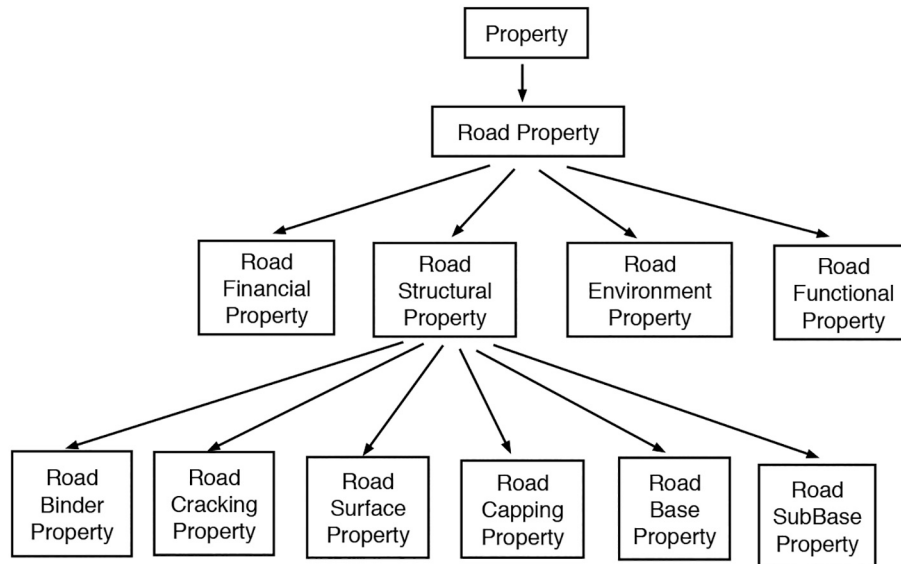 Property
Road Property
Road
Financial
Property
Road
Structural
Property
Road
Environment
Property
Road
Functional
Property
Road
Binder
Property
Road
Cracking
Property
Road
Surface
Property
Road
Capping
Property
Road
Base
Property
Road
SubBase
Property